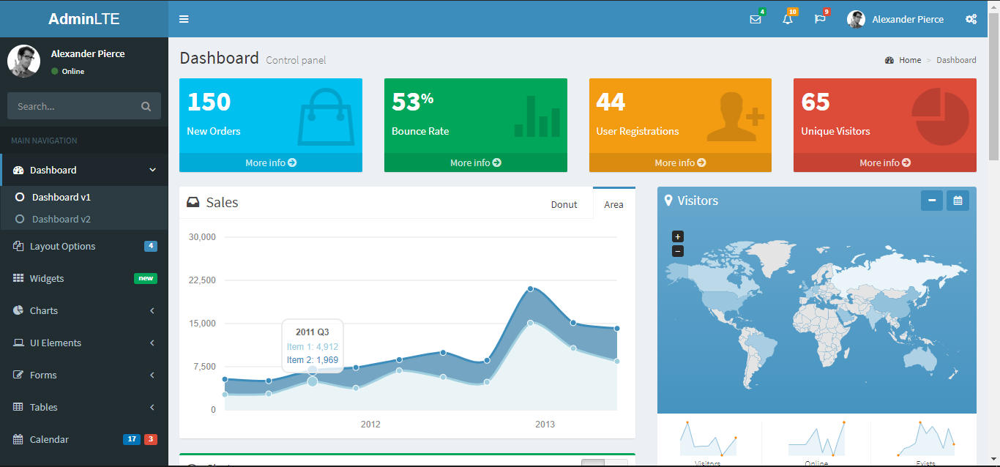 AdminLTE
4
10
9
Alexander Pierce
Alexander Pierce
Online
Search...
MAIN NAVIGATION
Dashboard
Dashboard v1
Dashboard v2
Layout Options 4
Widgets new
Charts
UI Elements
Forms
Tables
Calendar 17 3
Dashboard Control panel
Home > Dashboard
150
New Orders
More info
53%
Bounce Rate
More info
44
User Registrations
More info
65
Unique Visitors
More info
Sales
Donut Area
30,000
22,500
15,000
7,500
0
2011 Q3
Item 1: 4,912
Item 2: 1,969
2012 2013
Visitors
+
−
Visitors Online Exists